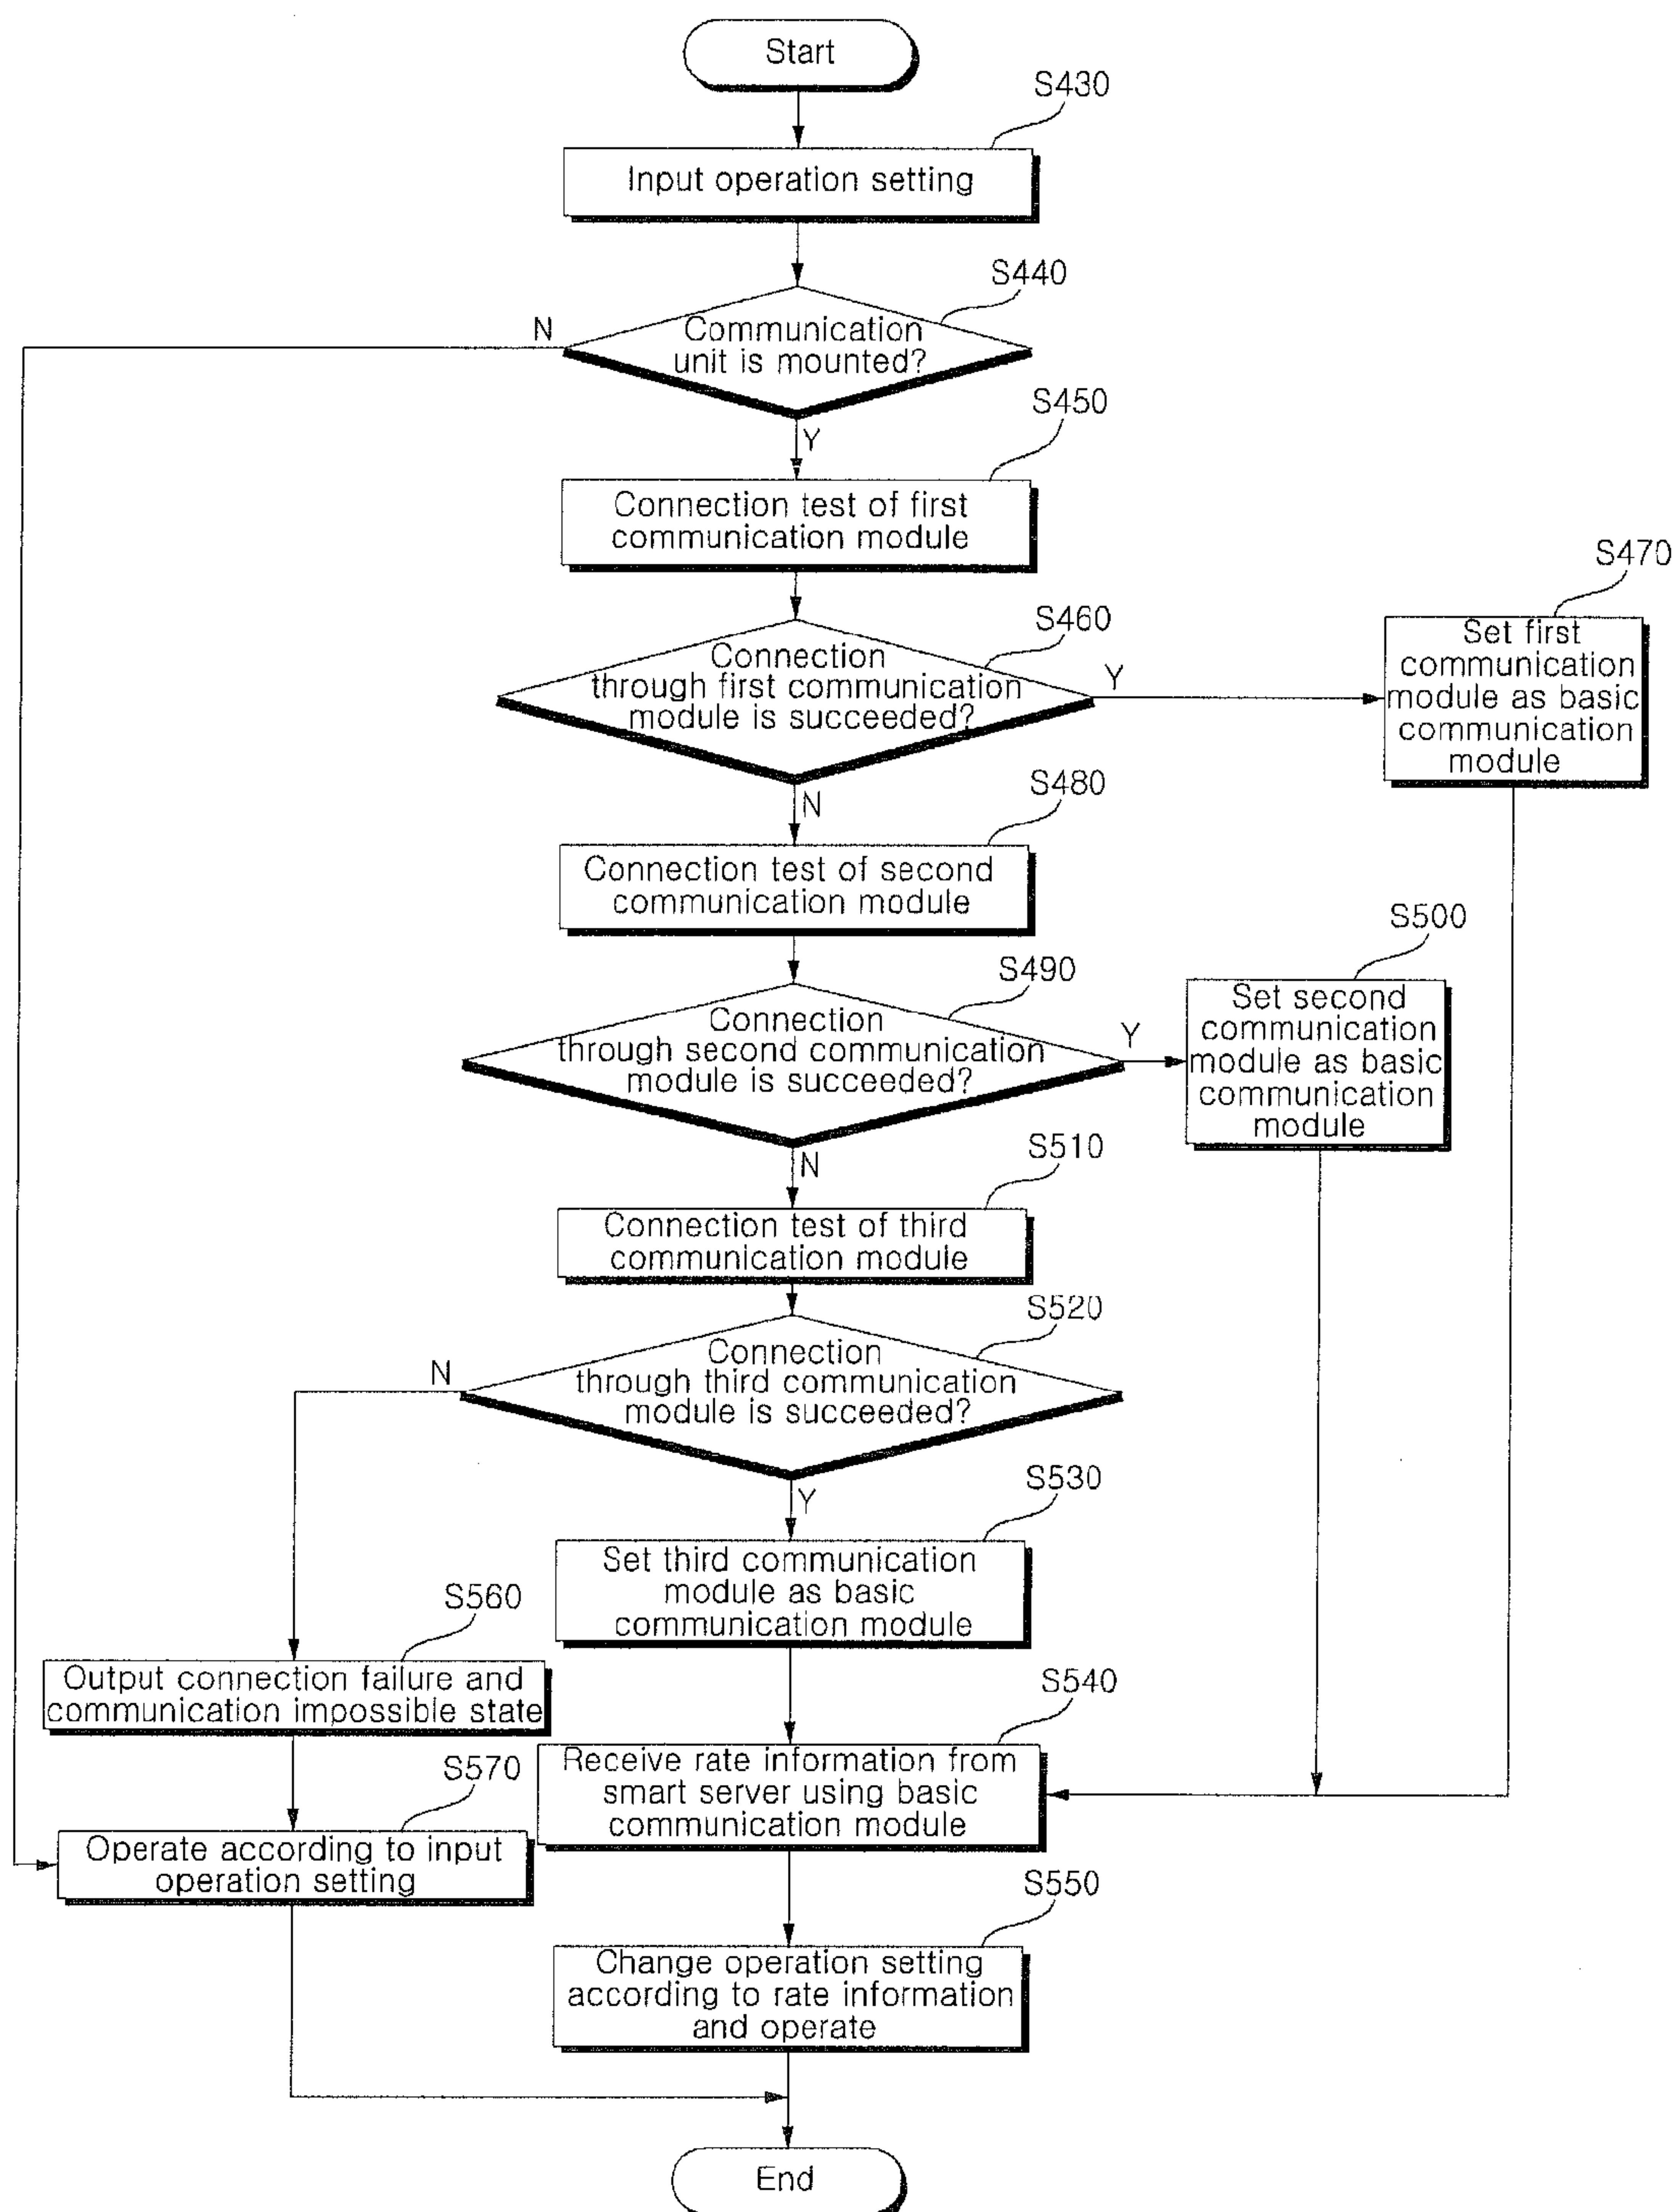 Start
S430
Input operation setting
S440
Communication
unit is mounted?
N
Y
S450
Connection test of first
communication module
S460
Connection
through first communication
module is succeeded?
Y
N
S470
Set first
communication
module as basic
communication
module
S480
Connection test of second
communication module
S490
Connection
through second communication
module is succeeded?
Y
N
S500
Set second
communication
module as basic
communication
module
S510
Connection test of third
communication module
S520
Connection
through third communication
module is succeeded?
N
Y
S530
Set third communication
module as basic
communication module
S560
Output connection failure and
communication impossible state
S540
Receive rate information from
smart server using basic
communication module
S570
Operate according to input
operation setting
S550
Change operation setting
according to rate information
and operate
End